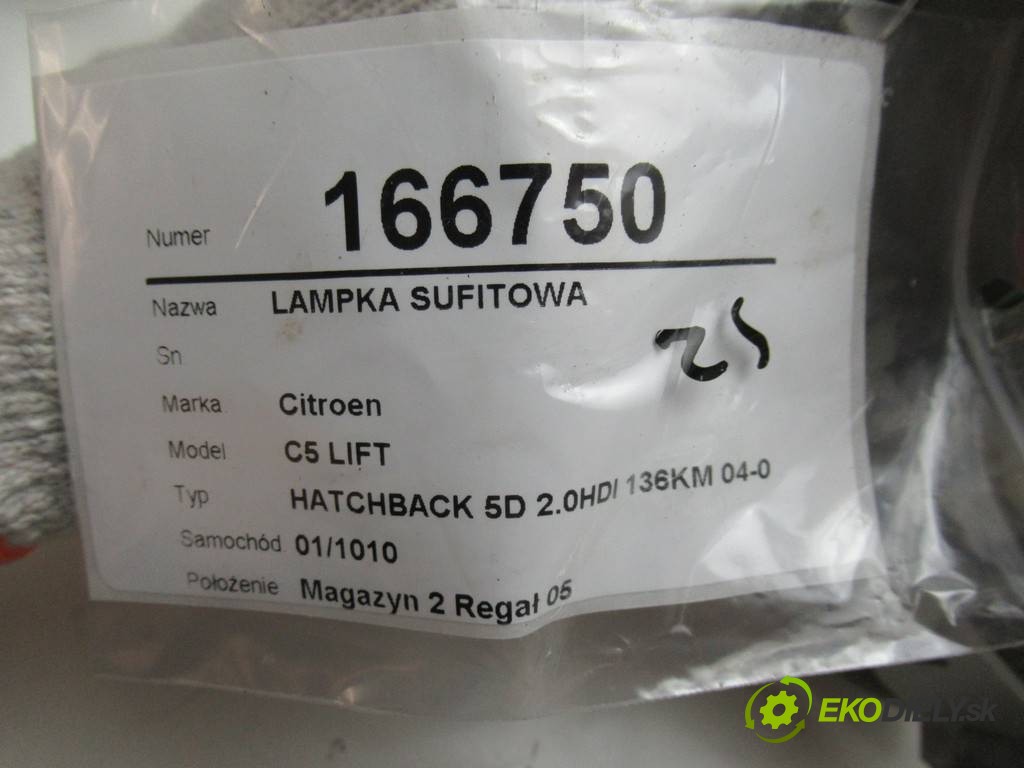 Numer 166750
Nazwa LAMPKA SUFITOWA
Sn
Marka Citroen
Model C5 LIFT
Typ HATCHBACK 5D 2.0HDI 136KM 04-0
Samochód 01/1010
Położenie Magazyn 2 Regał 05
EKODIELY.sk